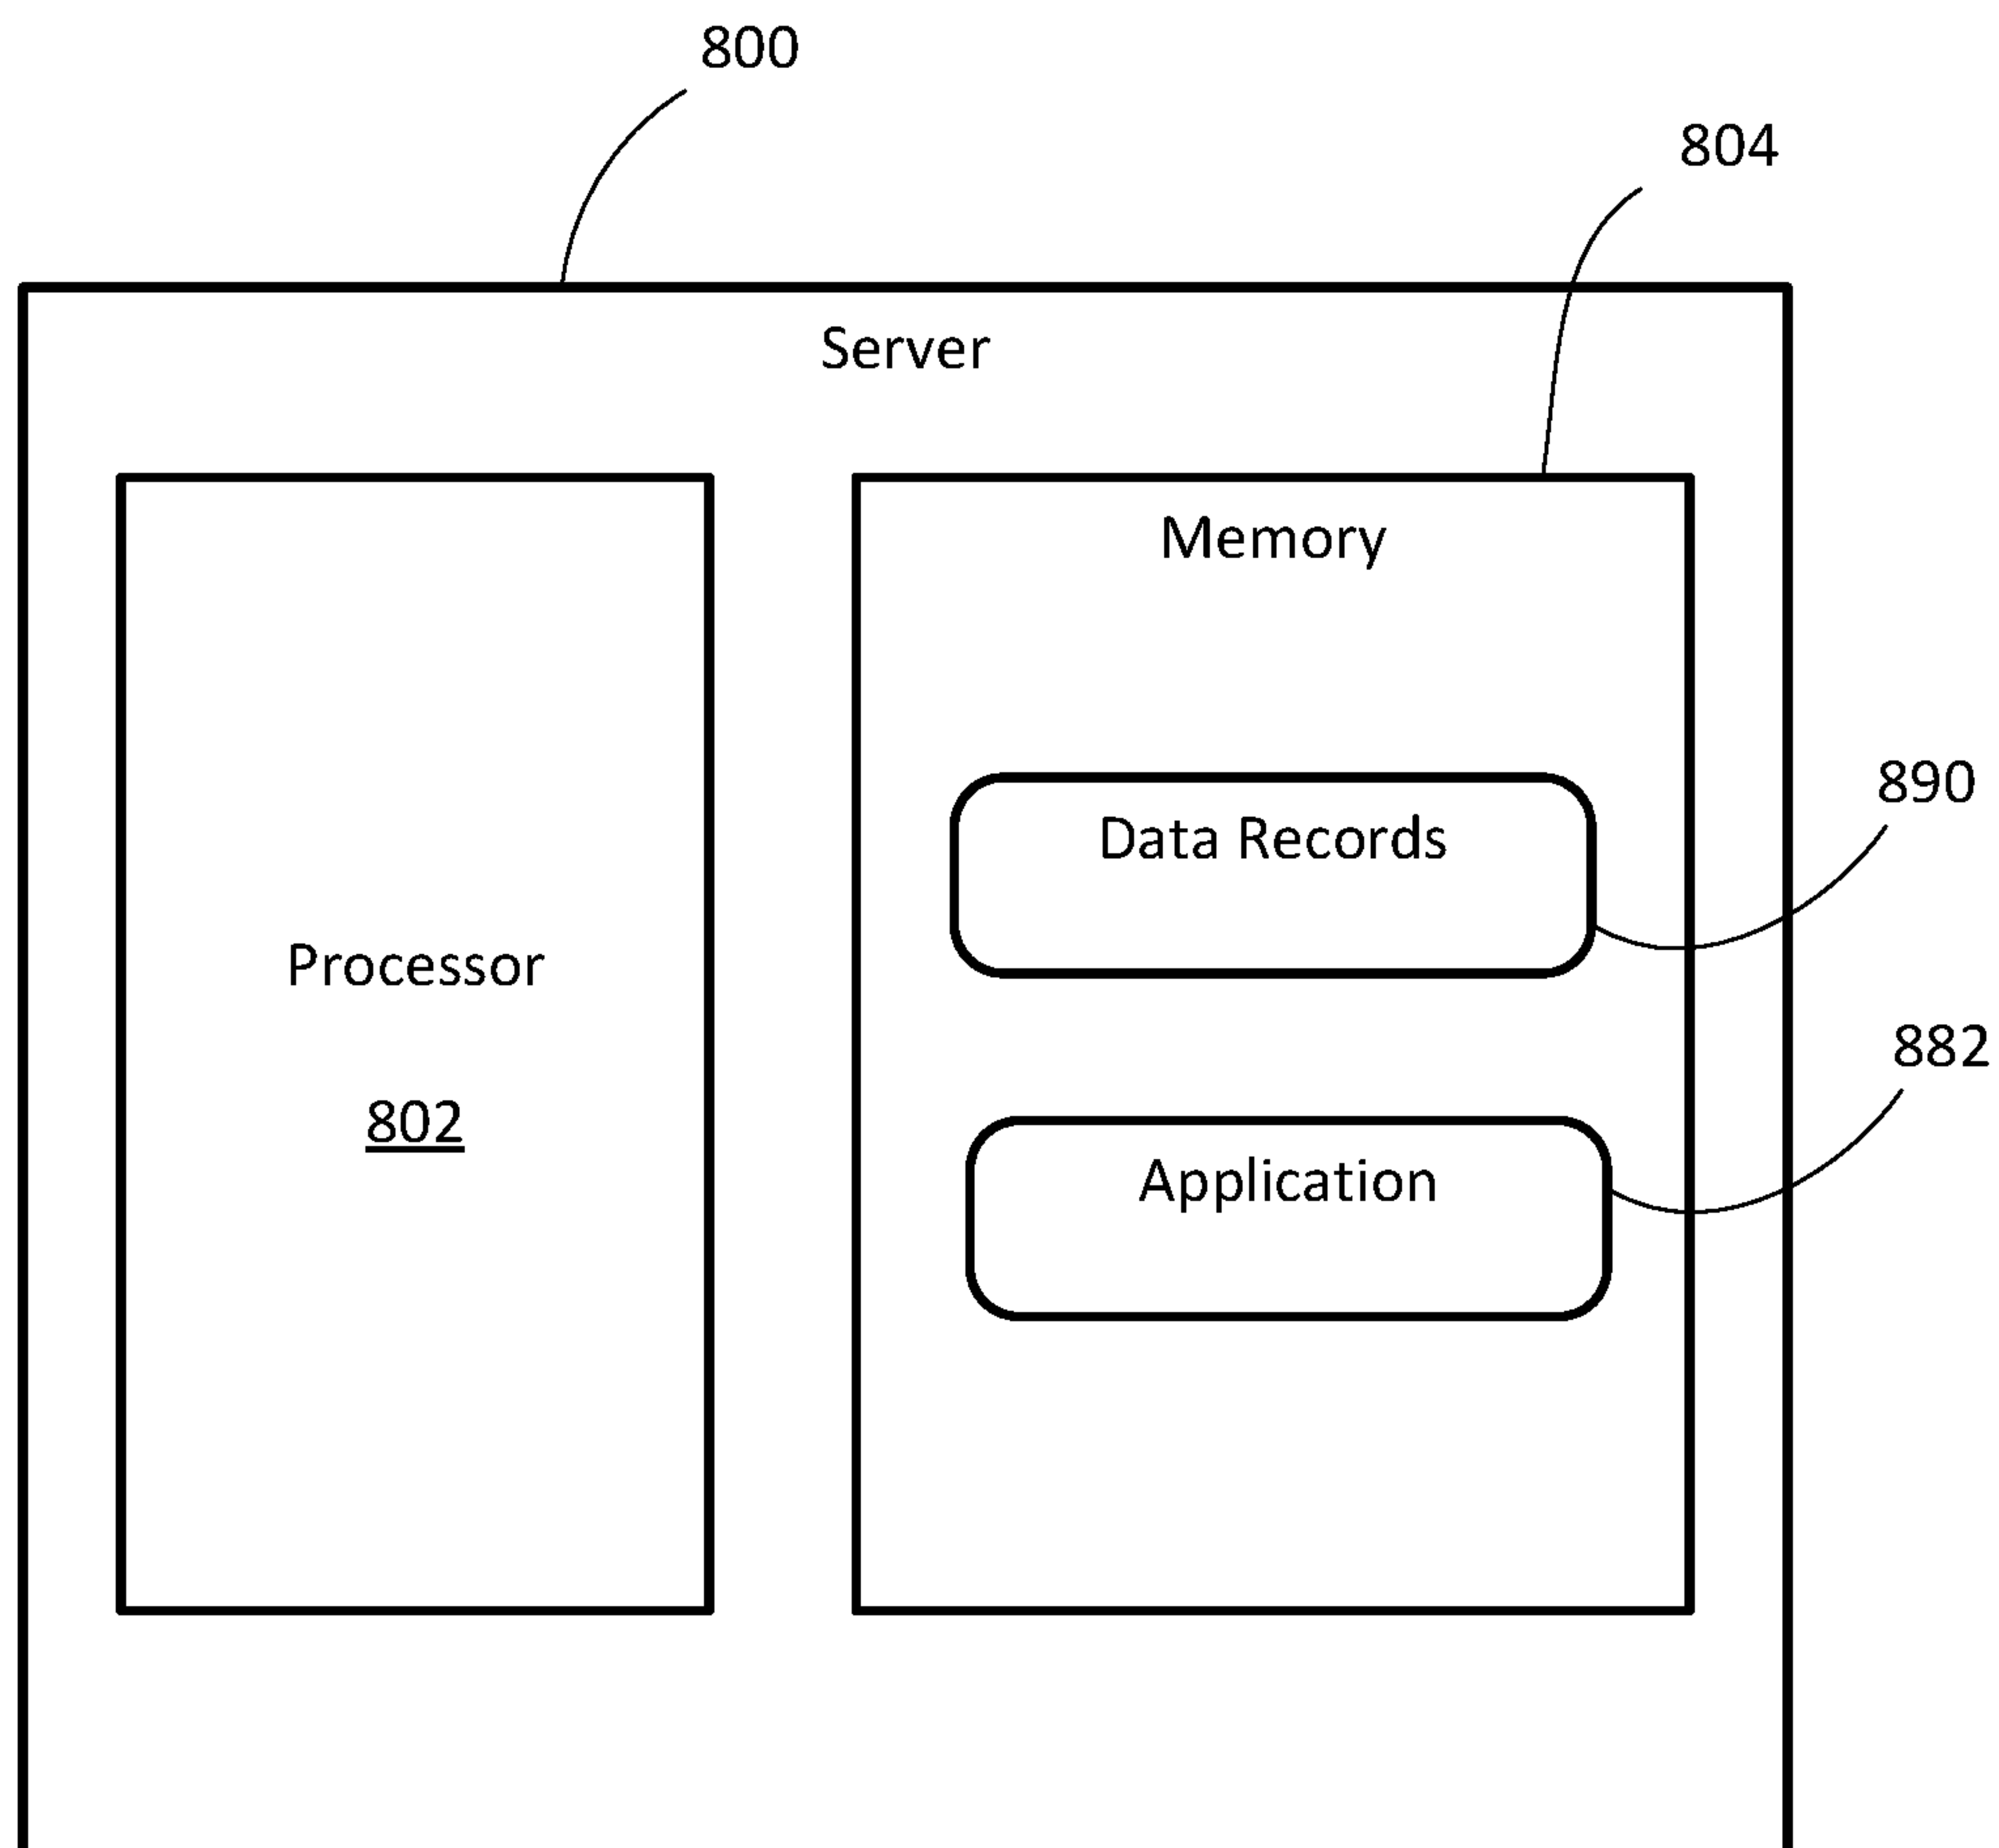 800
804
Server
Memory
890
Data Records
Processor
882
802
Application